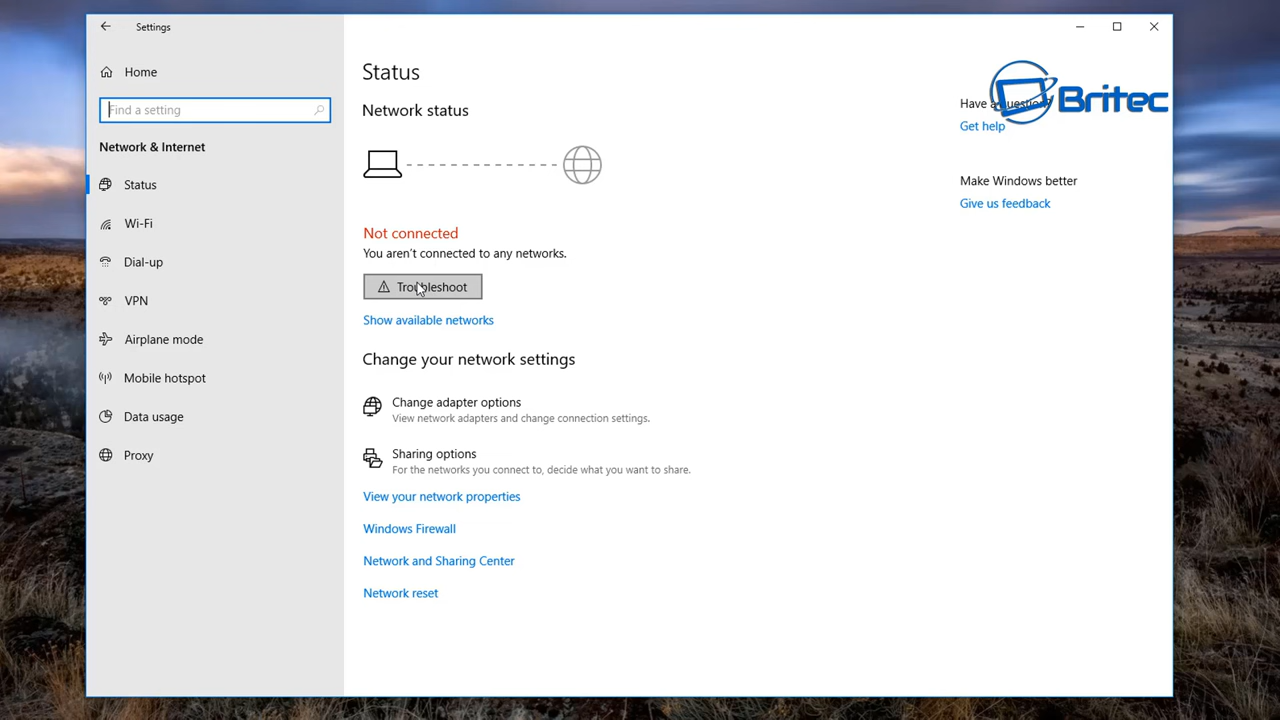 Settings
Home
Find a setting
Network & Internet
Status
Wi-Fi
Dial-up
VPN
Airplane mode
Mobile hotspot
Data usage
Proxy
Status
Network status
Not connected
You aren't connected to any networks.
Troubleshoot
Show available networks
Change your network settings
Change adapter options
View network adapters and change connection settings.
Sharing options
For the networks you connect to, decide what you want to share.
View your network properties
Windows Firewall
Network and Sharing Center
Network reset
Britec
Have a question?
Get help
Make Windows better
Give us feedback